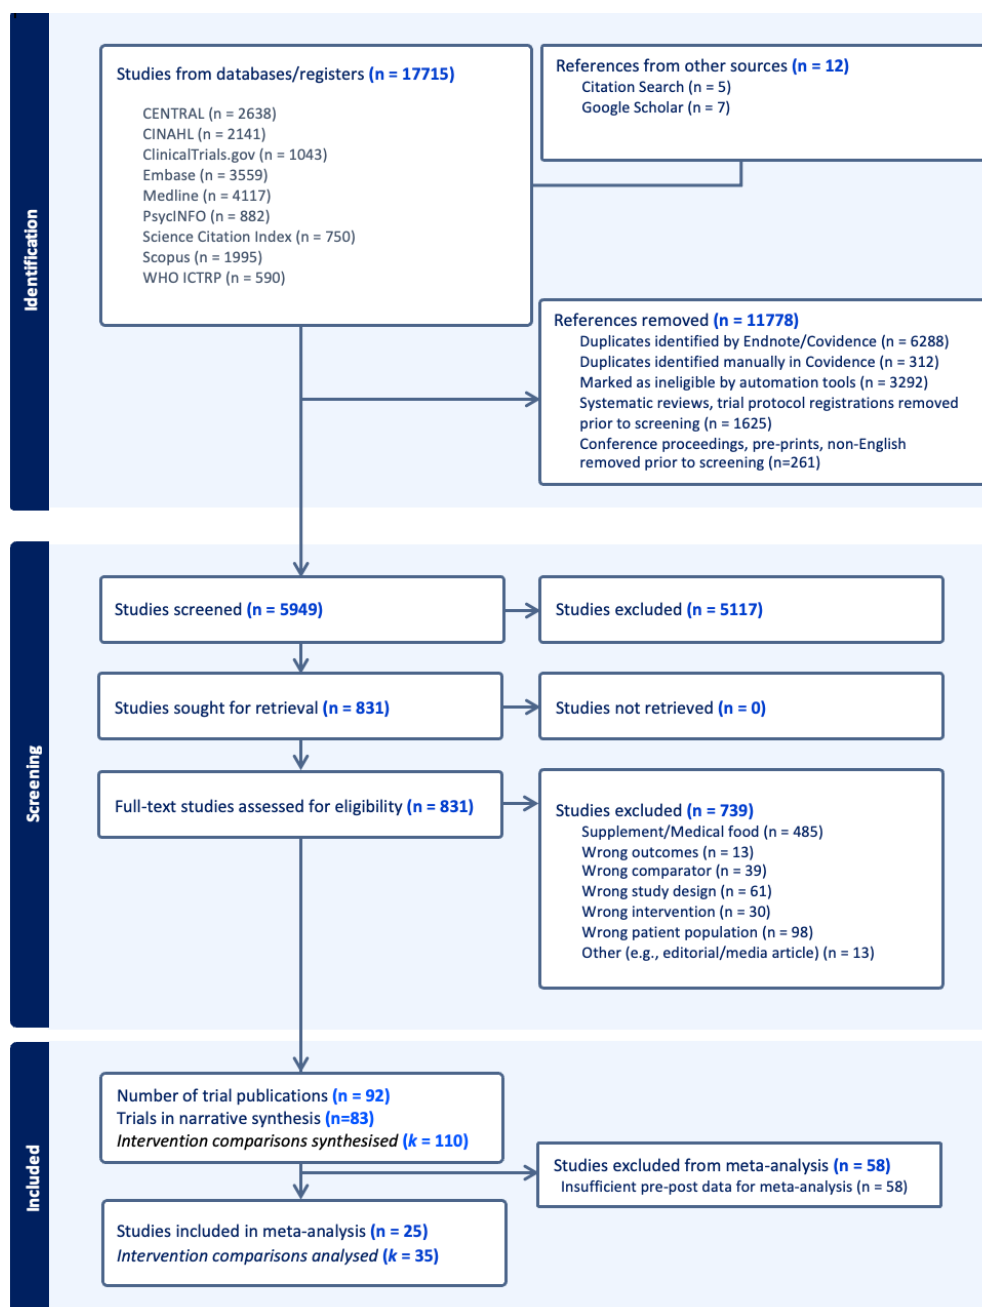 Identification
Studies from databases/registers (n = 17715)
CENTRAL (n = 2638)
CINAHL (n = 2141)
ClinicalTrials.gov (n = 1043)
Embase (n = 3559)
Medline (n = 4117)
PsycINFO (n = 882)
Science Citation Index (n = 750)
Scopus (n = 1995)
WHO ICTRP (n = 590)
References from other sources (n = 12)
Citation Search (n = 5)
Google Scholar (n = 7)
References removed (n = 11778)
Duplicates identified by Endnote/Covidence (n = 6288)
Duplicates identified manually in Covidence (n = 312)
Marked as ineligible by automation tools (n = 3292)
Systematic reviews, trial protocol registrations removed
prior to screening (n = 1625)
Conference proceedings, pre-prints, non-English
removed prior to screening (n=261)
Screening
Studies screened (n = 5949)
Studies excluded (n = 5117)
Studies sought for retrieval (n = 831)
Studies not retrieved (n = 0)
Full-text studies assessed for eligibility (n = 831)
Studies excluded (n = 739)
Supplement/Medical food (n = 485)
Wrong outcomes (n = 13)
Wrong comparator (n = 39)
Wrong study design (n = 61)
Wrong intervention (n = 30)
Wrong patient population (n = 98)
Other (e.g., editorial/media article) (n = 13)
Included
Number of trial publications (n = 92)
Trials in narrative synthesis (n=83)
Intervention comparisons synthesised (k = 110)
Studies excluded from meta-analysis (n = 58)
Insufficient pre-post data for meta-analysis (n = 58)
Studies included in meta-analysis (n = 25)
Intervention comparisons analysed (k = 35)